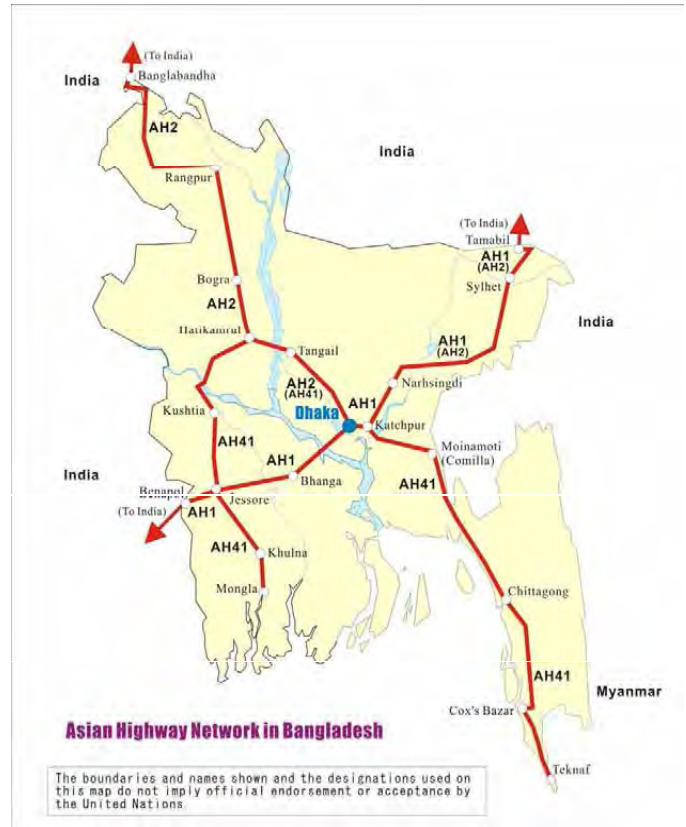 (To India)
India
Banglabandha
AH2
India
Rangpur
(To India)
Tamabil
AH1
(AH2)
Sylhet
Bogra
AH2
India
Hatikamrul
AH1
(AH2)
Tangail
AH2
(AH41)
Narhsingdi
AH1
Dhaka
Kushtia
Katchpur
AH41
Moinamoti
(Comilla)
AH1
India
Bhanga
AH41
Benapol
Jessore
(To India)
AH1
AH41
Khulna
Mongla
Chittagong
AH41
Myanmar
Cox's Bazar
Asian Highway Network in Bangladesh
Teknaf
The boundaries and names shown and the designations used on
this map do not imply official endorsement or acceptance by
the United Nations